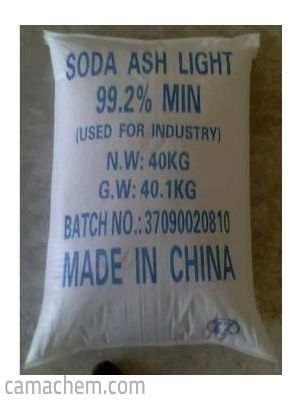 SODA ASH LIGHT
99.2% MIN
(USED FOR INDUSTRY)
N.W: 40KG
G.W: 40.1KG
BATCH NO.:37090020810
MADE IN CHINA
camachem.com